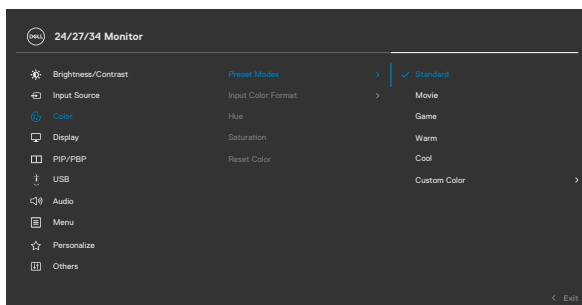 DELL 24/27/34 Monitor
Brightness/Contrast Preset Modes Standard
Input Source Input Color Format Movie
Color Hue Game
Display Saturation Warm
PIP/PBP Reset Color Cool
USB Custom Color
Audio
Menu
Personalize
Others
Exit